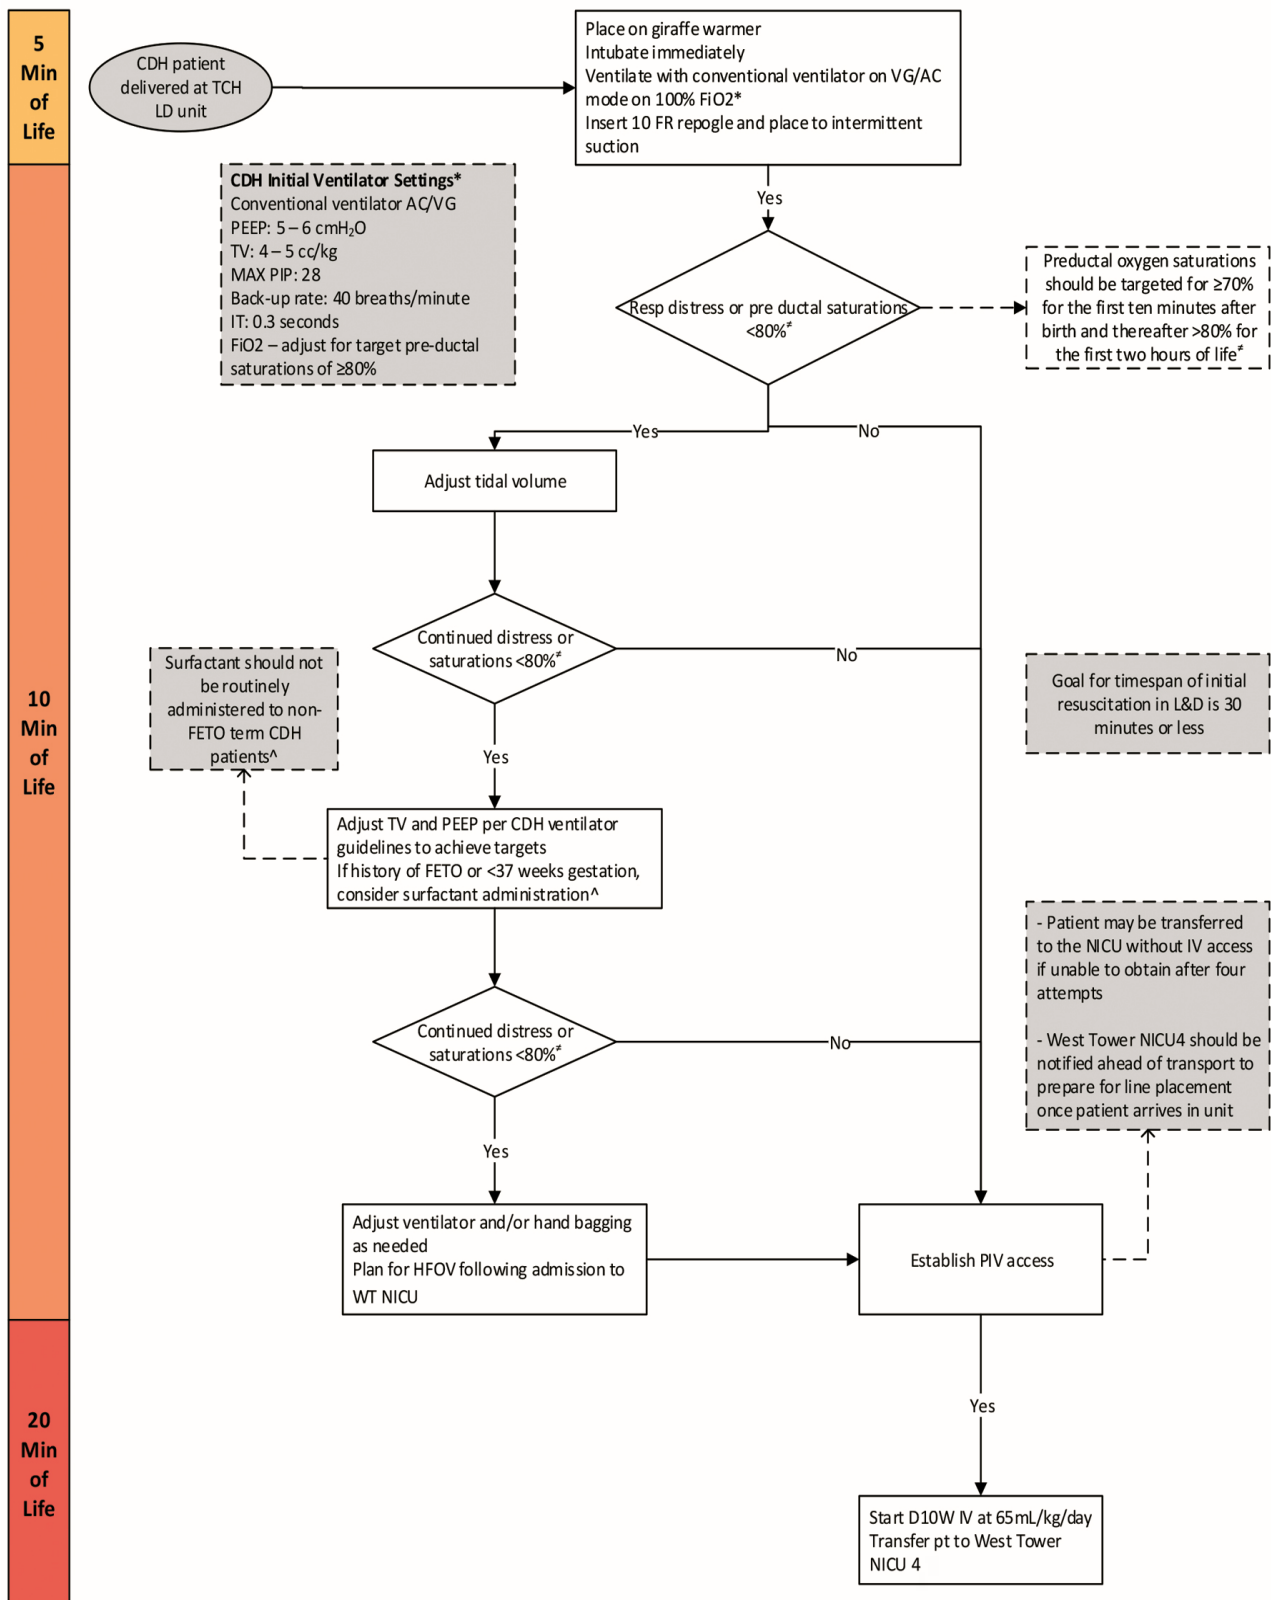 5
Min
of
Life
CDH patient
delivered at TCH
LD unit
Place on giraffe warmer
Intubate immediately
Ventilate with conventional ventilator on VG/AC
mode on 100% FiO2*
Insert 10 FR repogle and place to intermittent
suction
10
Min
of
Life
CDH Initial Ventilator Settings*
Conventional ventilator AC/VG
PEEP: 5 – 6 cmH₂O
TV: 4 – 5 cc/kg
MAX PIP: 28
Back-up rate: 40 breaths/minute
IT: 0.3 seconds
FiO2 – adjust for target pre-ductal
saturations of ≥80%
Yes
Resp distress or pre ductal saturations
<80%≠
Preductal oxygen saturations
should be targeted for ≥70%
for the first ten minutes after
birth and thereafter >80% for
the first two hours of life≠
Yes
No
Adjust tidal volume
Continued distress or
saturations <80%≠
No
Surfactant should not
be routinely
administered to non-
FETO term CDH
patients^
Goal for timespan of initial
resuscitation in L&D is 30
minutes or less
Yes
Adjust TV and PEEP per CDH ventilator
guidelines to achieve targets
If history of FETO or <37 weeks gestation,
consider surfactant administration^
Continued distress or
saturations <80%≠
No
- Patient may be transferred
to the NICU without IV access
if unable to obtain after four
attempts
- West Tower NICU4 should be
notified ahead of transport to
prepare for line placement
once patient arrives in unit
Yes
Adjust ventilator and/or hand bagging
as needed
Plan for HFOV following admission to
WT NICU
Establish PIV access
20
Min
of
Life
Yes
Start D10W IV at 65mL/kg/day
Transfer pt to West Tower
NICU 4